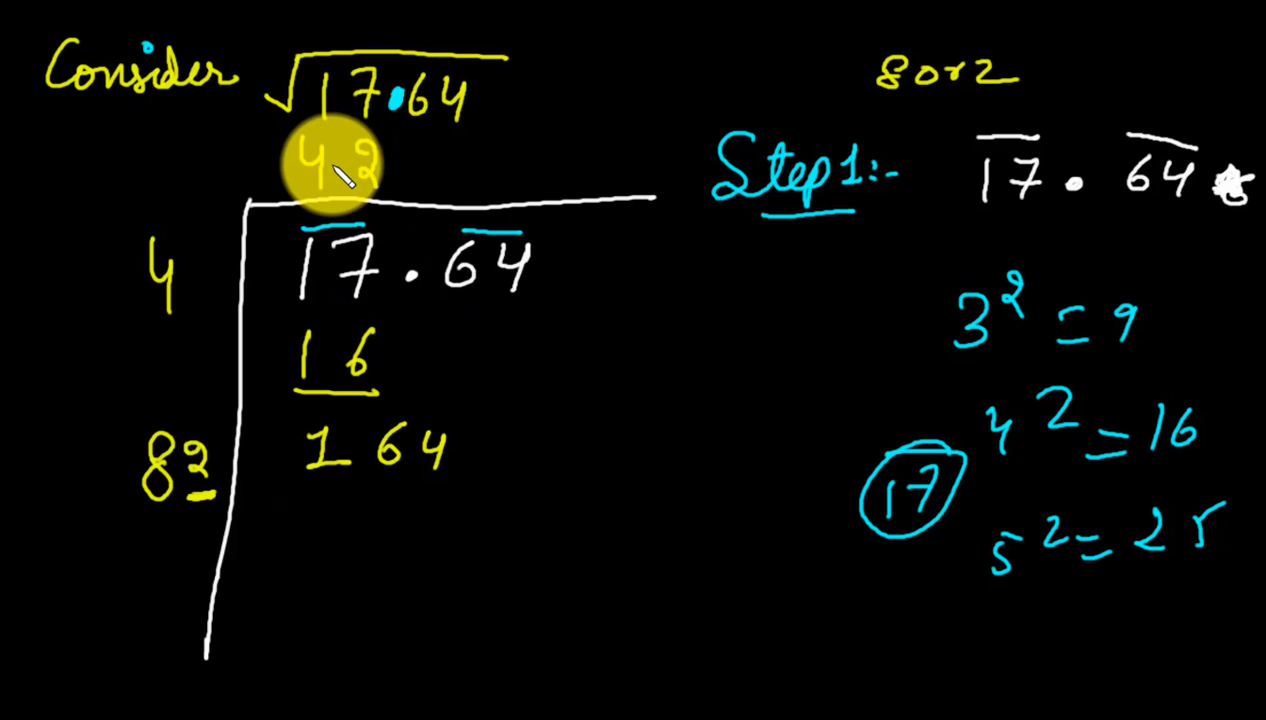 Consider √17.64
4 2
4 17.64
16
82 164
8 or 2
Step 1:- 17.64
3² = 9
4² = 16
17
5² = 25